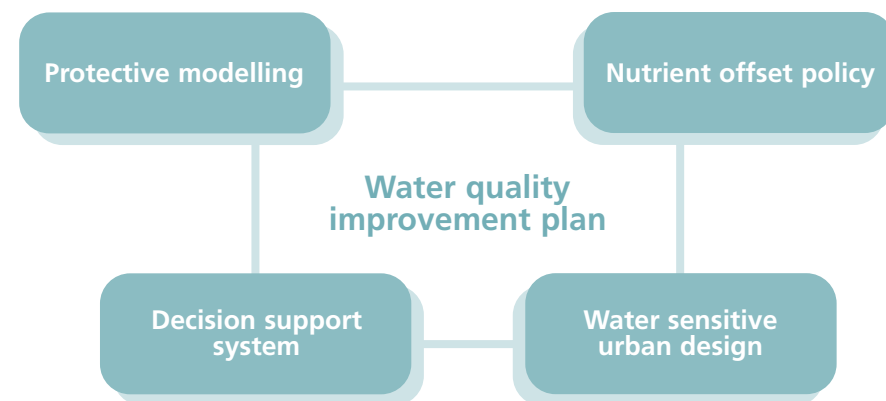 Protective modelling
Nutrient offset policy
Water quality
improvement plan
Decision support
system
Water sensitive
urban design